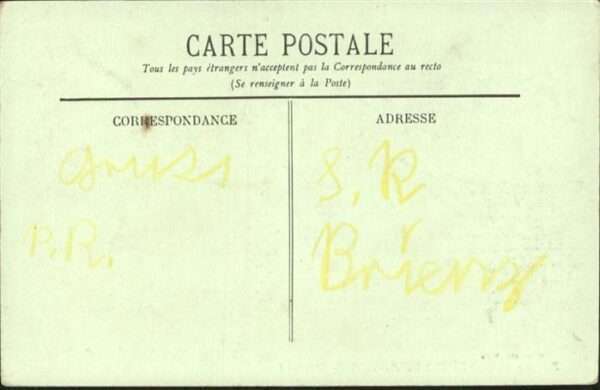 CARTE POSTALE
Tous les pays étrangers n'acceptent pas la Correspondance au recto
(Se renseigner à la Poste)
CORRESPONDANCE
Gruss
P.R.
ADRESSE
S. R
Brienz